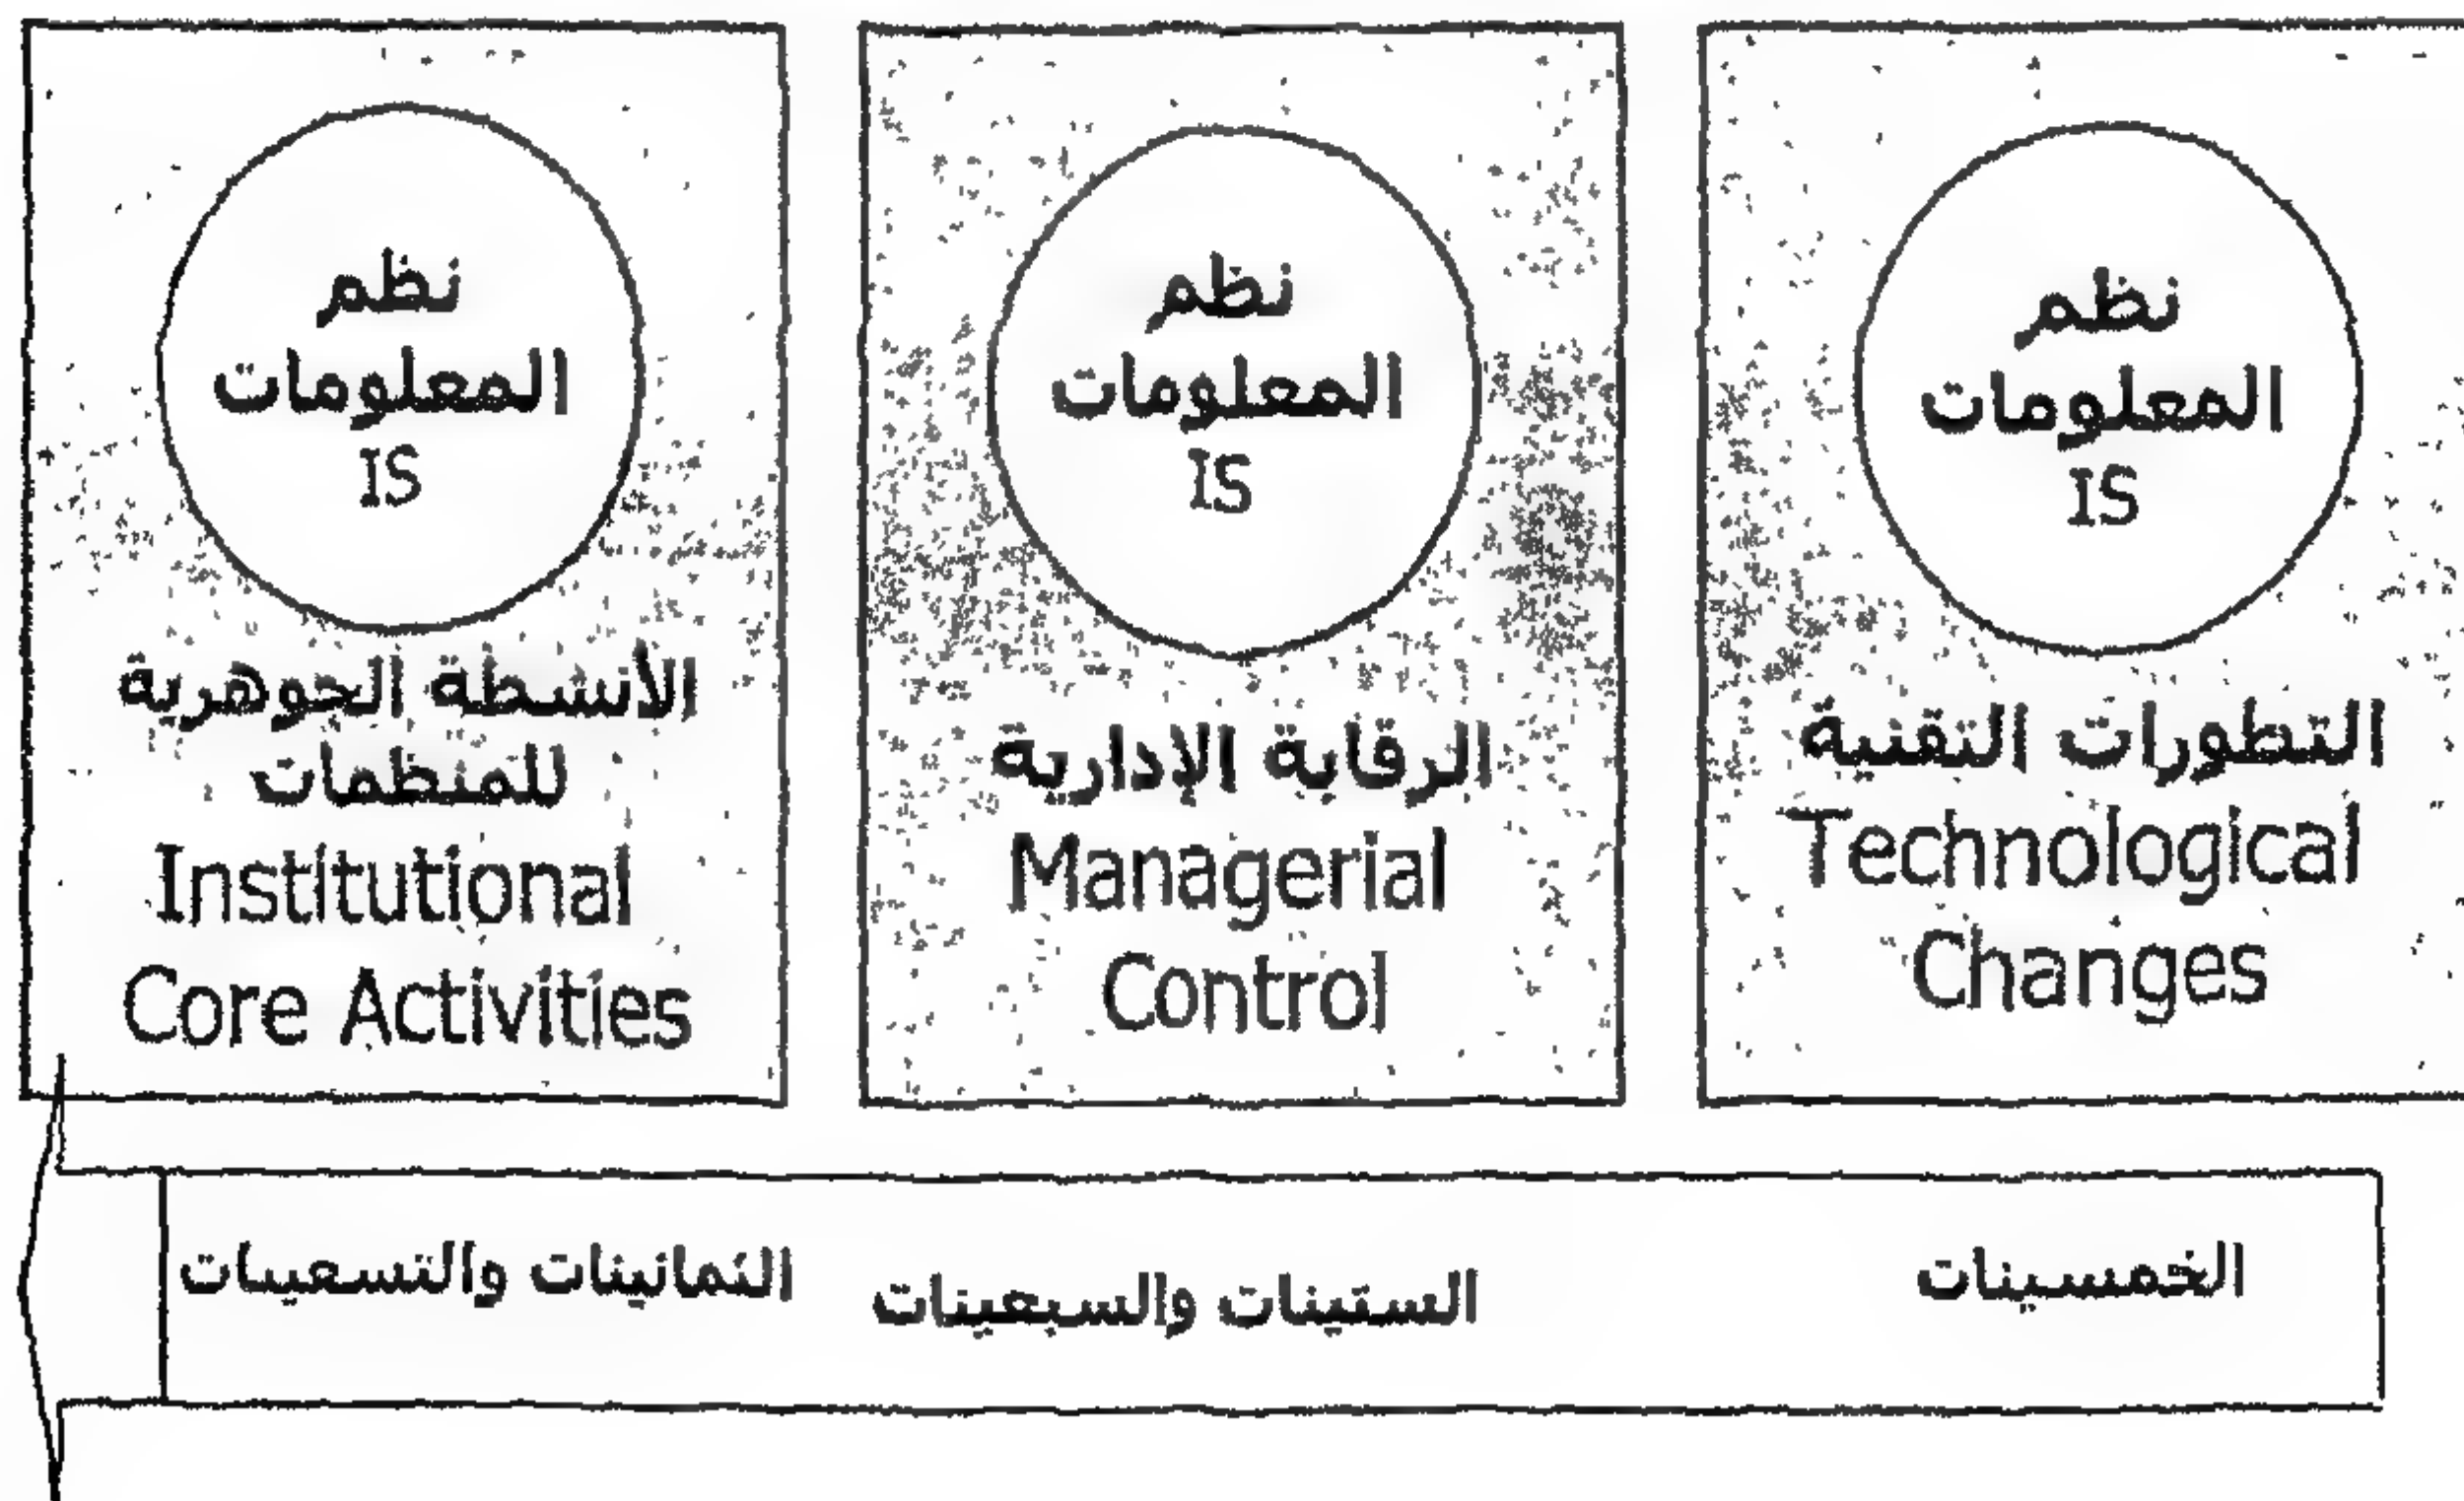 نظم
المعلومات
IS
التطورات التقنية
Technological
Changes
نظم
المعلومات
IS
الرقابة الإدارية
Managerial
Control
نظم
المعلومات
IS
الأنشطة الجوهرية
للمنظمات
Institutional
Core Activities
الخمسينات
الستينات والسبعينات
الثمانينات والتسعينات